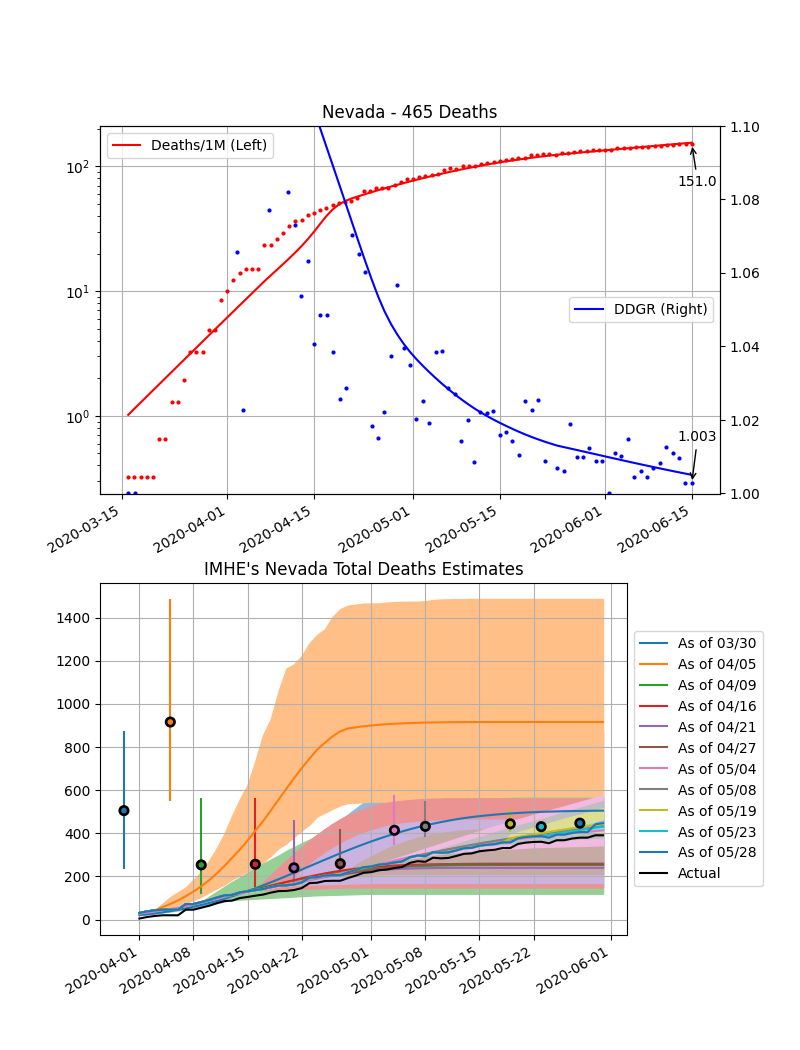 Nevada - 465 Deaths
Deaths/1M (Left)
DDGR (Right)
151.0
1.003
10²
10¹
10⁰
1.10
1.08
1.06
1.04
1.02
1.00
2020-03-15
2020-04-01
2020-04-15
2020-05-01
2020-05-15
2020-06-01
2020-06-15
IMHE's Nevada Total Deaths Estimates
1400
1200
1000
800
600
400
200
0
2020-04-01
2020-04-08
2020-04-15
2020-04-22
2020-05-01
2020-05-08
2020-05-15
2020-05-22
2020-06-01
As of 03/30
As of 04/05
As of 04/09
As of 04/16
As of 04/21
As of 04/27
As of 05/04
As of 05/08
As of 05/19
As of 05/23
As of 05/28
Actual